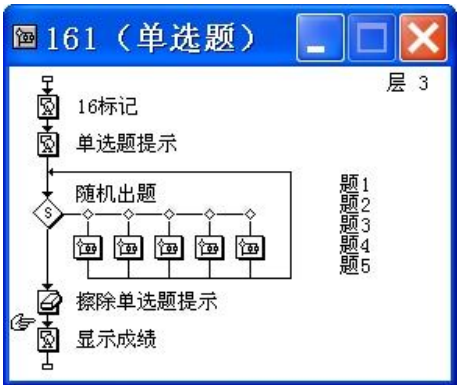 161（单选题）
层 3
16标记
单选题提示
随机出题
S
题1
题2
题3
题4
题5
擦除单选题提示
显示成绩